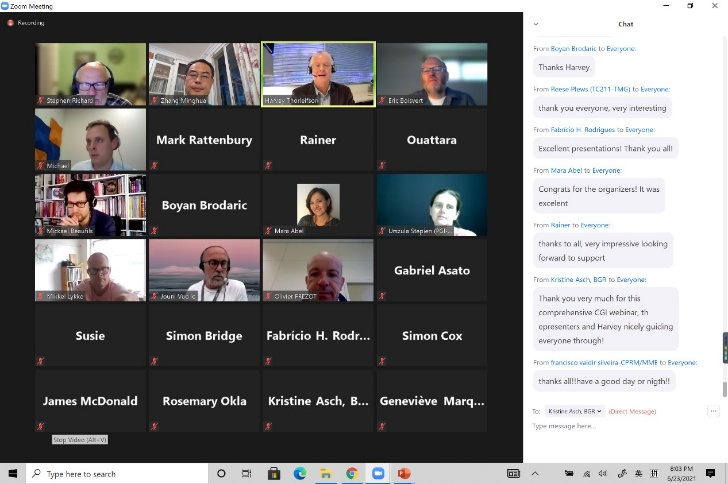 Zoom Meeting
Recording
Chat
Stephen Richard
Zhang Minghua
Harvey Thorleifson
Eric Boisvert
Michael
Mark Rattenbury
Rainer
Ouattara
Mickael Beaufils
Boyan Brodaric
Mara Abel
Urszula Stepien (PGI-...
Mikkel Lykke
Jouni
Olivier PREZOT
Gabriel Asato
Susie
Simon Bridge
Fabrício H. Rodr...
Simon Cox
James McDonald
Rosemary Okla
Kristine Asch, B...
Geneviève Marq...
Stop Video (Alt+V)
From Boyan Brodaric to Everyone:
Thanks Harvey
From Reese Plews (TC211-TMG) to Everyone:
thank you everyone, very interesting
From Fabrício H. Rodrigues to Everyone:
Excellent presentations! Thank you all!
From Mara Abel to Everyone:
Congrats for the organizers! It was
excelent
From Rainer to Everyone:
thanks to all, very impressive looking
forward to support
From Kristine Asch, BGR to Everyone:
Thank you very much for this
comprehensive CGI webinar, th
epresenters and Harvey nicely guiding
everyone through!
From francisco valdir silveira-CPRM/MME to Everyone:
thanks all!!have a good day or nigth!!
To: Kristine Asch, BGR (Direct Message)
Type message here...
Type here to search
英
拼
8:03 PM
6/23/2021